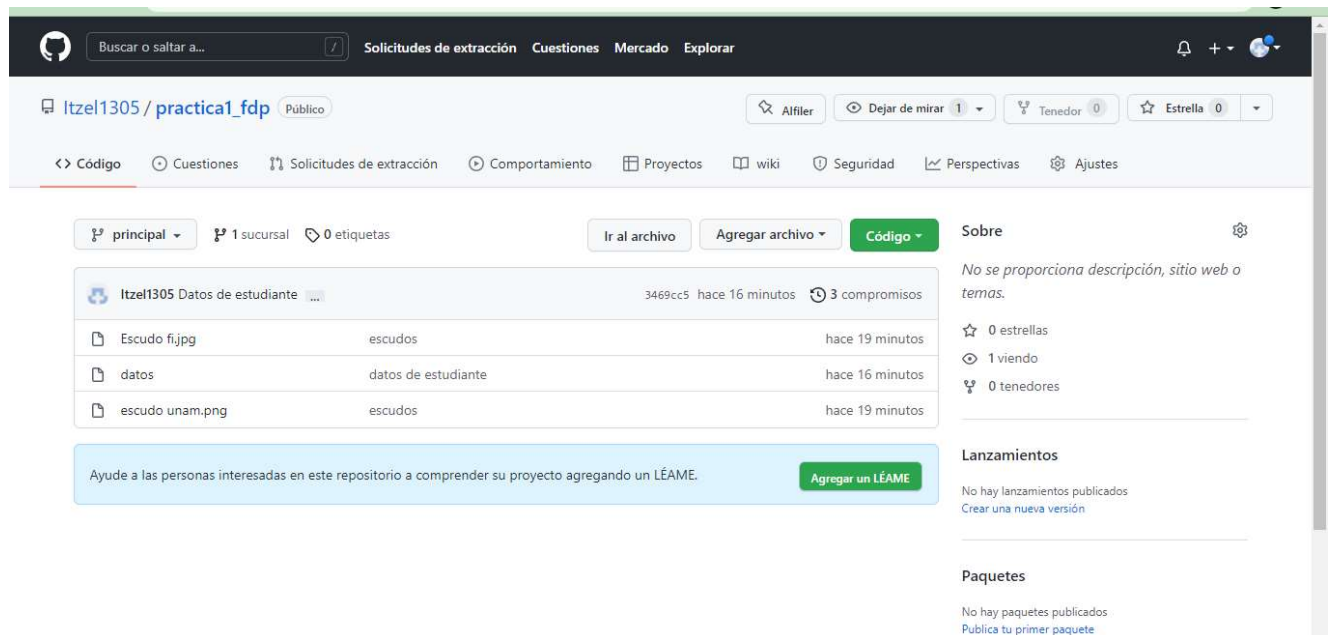 Buscar o saltar a... / Solicitudes de extracción Cuestiones Mercado Explorar
Itzel1305 / practica1_fdp Público Alfiler Dejar de mirar 1 Tenedor 0 Estrella 0
<> Código Cuestiones Solicitudes de extracción Comportamiento Proyectos wiki Seguridad Perspectivas Ajustes
principal 1 sucursal 0 etiquetas Ir al archivo Agregar archivo Código
Itzel1305 Datos de estudiante ... 3469cc5 hace 16 minutos 3 compromisos
Escudo fi.jpg escudos hace 19 minutos
datos datos de estudiante hace 16 minutos
escudo unam.png escudos hace 19 minutos
Ayude a las personas interesadas en este repositorio a comprender su proyecto agregando un LÉAME. Agregar un LÉAME
Sobre
No se proporciona descripción, sitio web o
temas.
0 estrellas
1 viendo
0 tenedores
Lanzamientos
No hay lanzamientos publicados
Crear una nueva versión
Paquetes
No hay paquetes publicados
Publica tu primer paquete